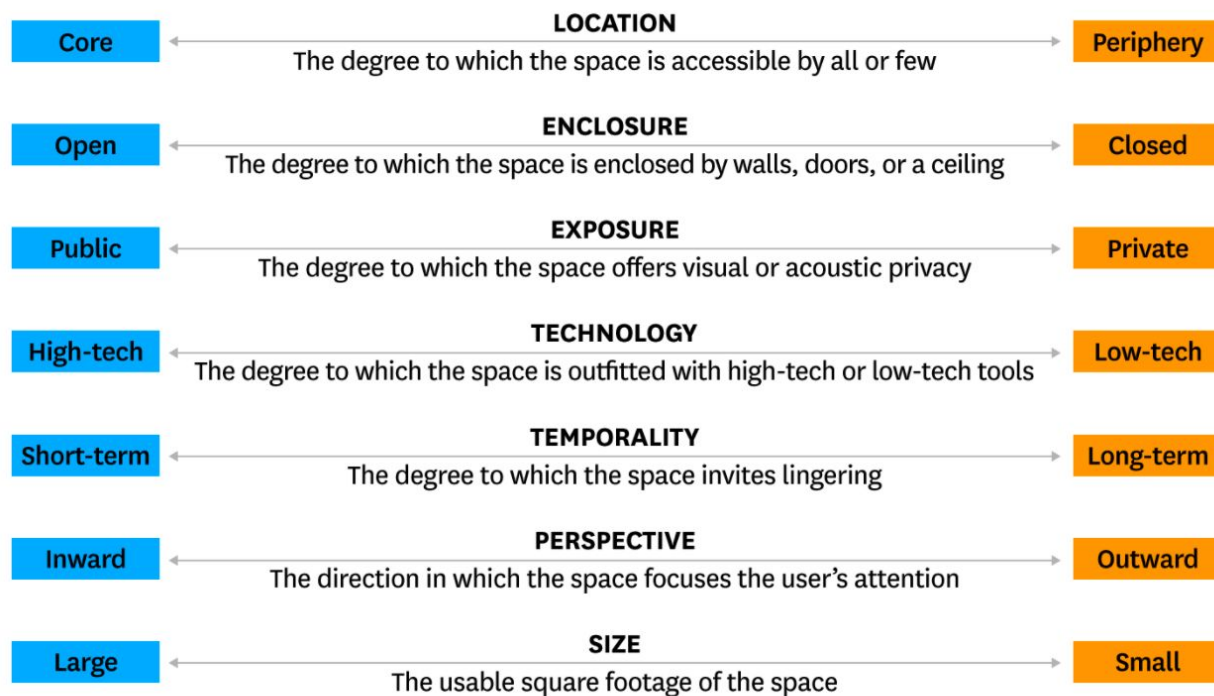 LOCATION
Core
Periphery
The degree to which the space is accessible by all or few
ENCLOSURE
Open
Closed
The degree to which the space is enclosed by walls, doors, or a ceiling
EXPOSURE
Public
Private
The degree to which the space offers visual or acoustic privacy
TECHNOLOGY
High-tech
Low-tech
The degree to which the space is outfitted with high-tech or low-tech tools
TEMPORALITY
Short-term
Long-term
The degree to which the space invites lingering
PERSPECTIVE
Inward
Outward
The direction in which the space focuses the user’s attention
SIZE
Large
Small
The usable square footage of the space